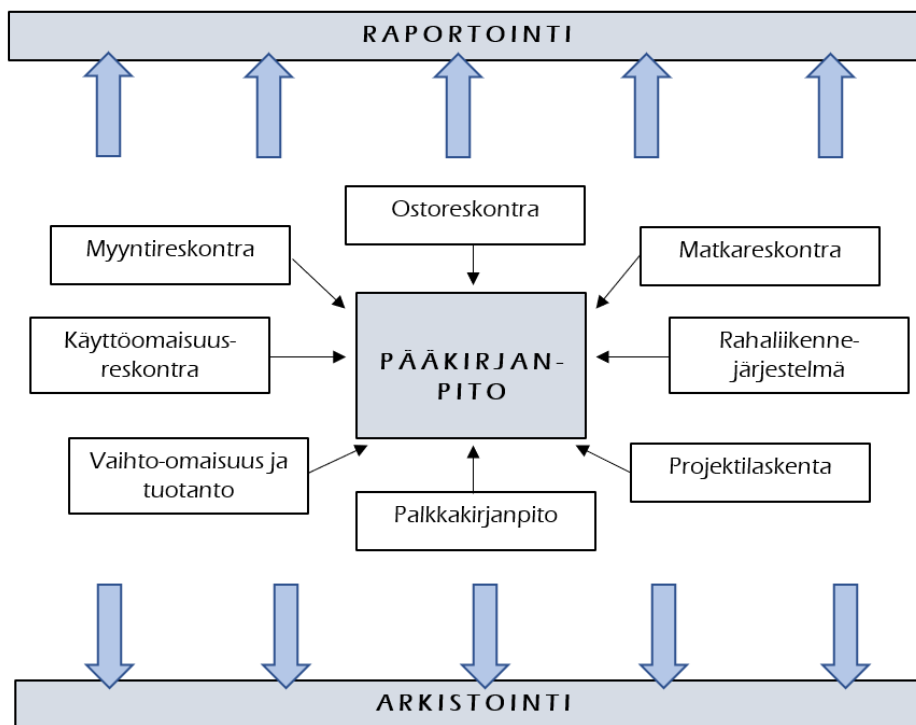 RAPORTOINTI
Ostoreskontra
Myyntireskontra
Matkareskontra
Käyttöomaisuus-
reskontra
PÄÄKIRJAN-
PITO
Rahaliikenne-
järjestelmä
Vaihto-omaisuus ja
tuotanto
Palkkakirjanpito
Projektilaskenta
ARKISTOINTI